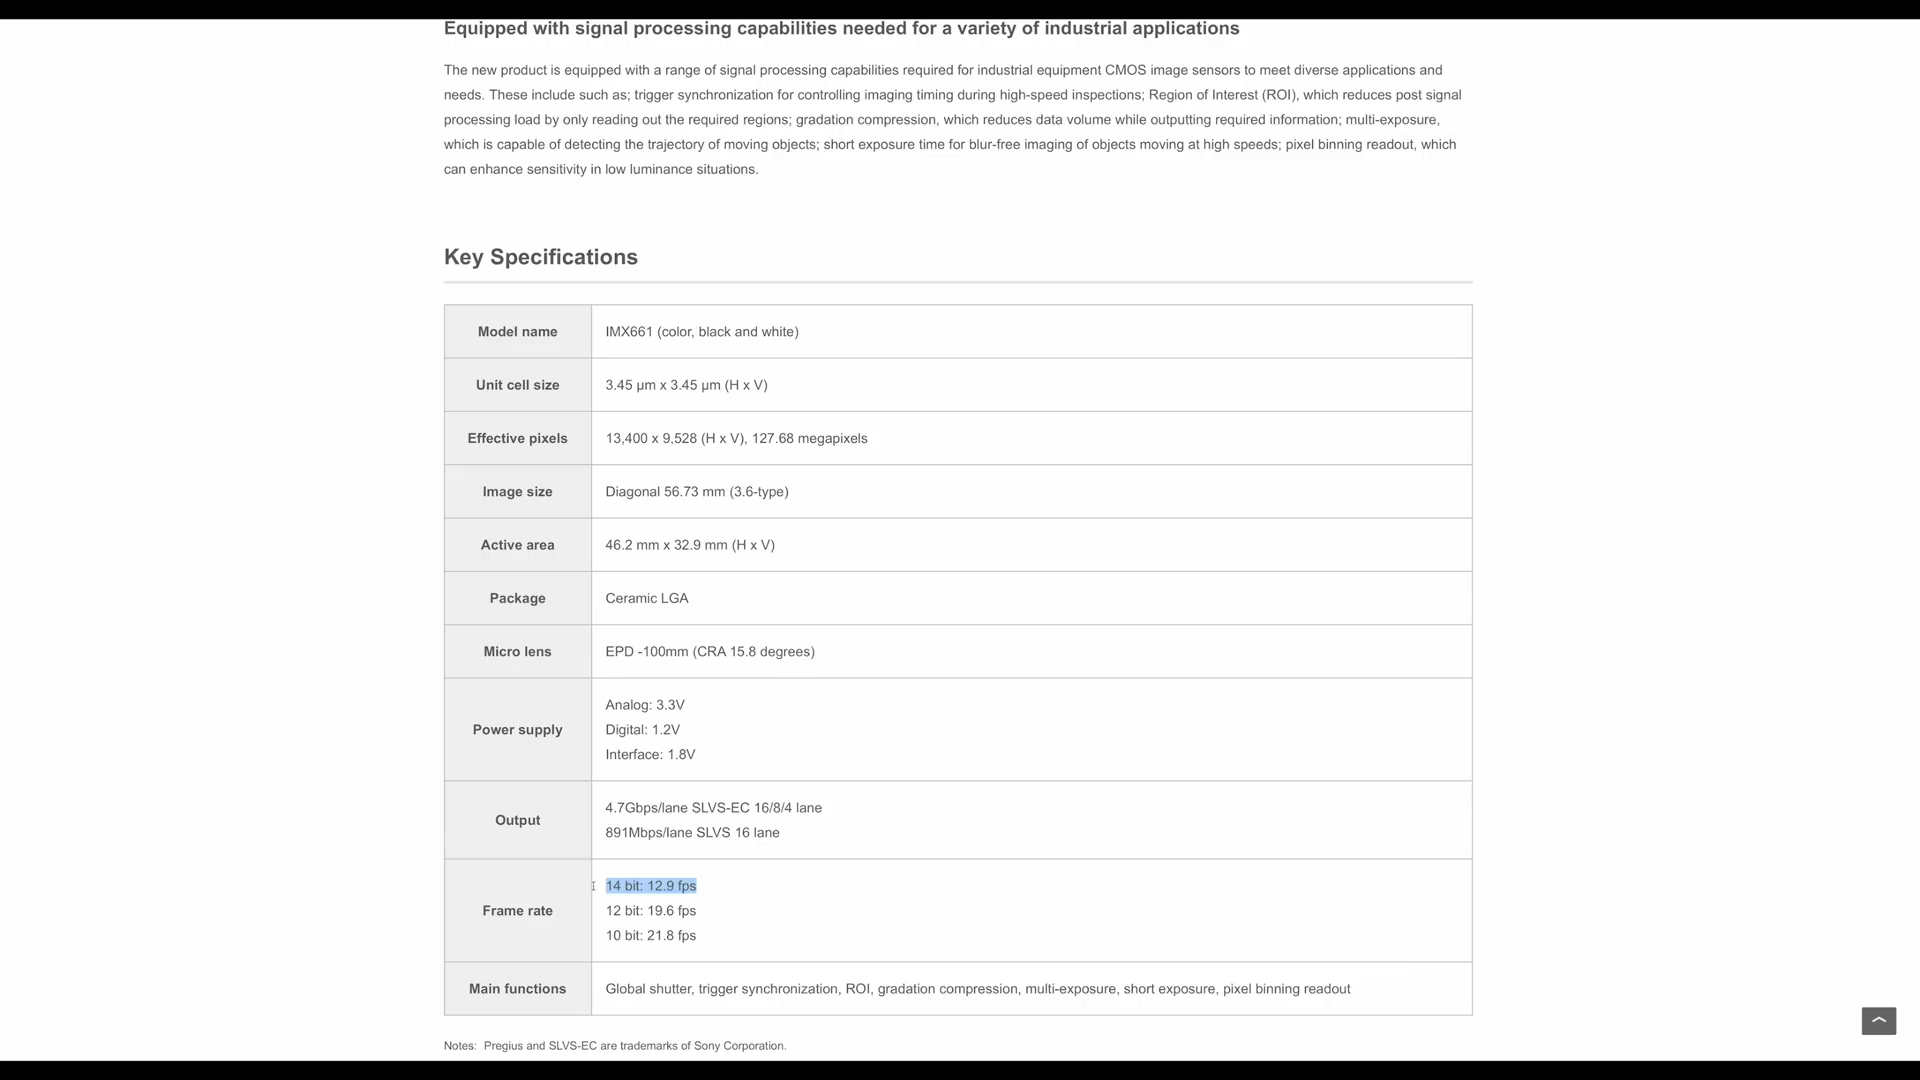 Equipped with signal processing capabilities needed for a variety of industrial applications
The new product is equipped with a range of signal processing capabilities required for industrial equipment CMOS image sensors to meet diverse applications and
needs. These include such as; trigger synchronization for controlling imaging timing during high-speed inspections; Region of Interest (ROI), which reduces post signal
processing load by only reading out the required regions; gradation compression, which reduces data volume while outputting required information; multi-exposure,
which is capable of detecting the trajectory of moving objects; short exposure time for blur-free imaging of objects moving at high speeds; pixel binning readout, which
can enhance sensitivity in low luminance situations.
Key Specifications
Model name IMX661 (color, black and white)
Unit cell size 3.45 μm x 3.45 μm (H x V)
Effective pixels 13,400 x 9,528 (H x V), 127.68 megapixels
Image size Diagonal 56.73 mm (3.6-type)
Active area 46.2 mm x 32.9 mm (H x V)
Package Ceramic LGA
Micro lens EPD -100mm (CRA 15.8 degrees)
Power supply
Analog: 3.3V
Digital: 1.2V
Interface: 1.8V
Output
4.7Gbps/lane SLVS-EC 16/8/4 lane
891Mbps/lane SLVS 16 lane
Frame rate
14 bit: 12.9 fps
12 bit: 19.6 fps
10 bit: 21.8 fps
Main functions Global shutter, trigger synchronization, ROI, gradation compression, multi-exposure, short exposure, pixel binning readout
Notes: Pregius and SLVS-EC are trademarks of Sony Corporation.